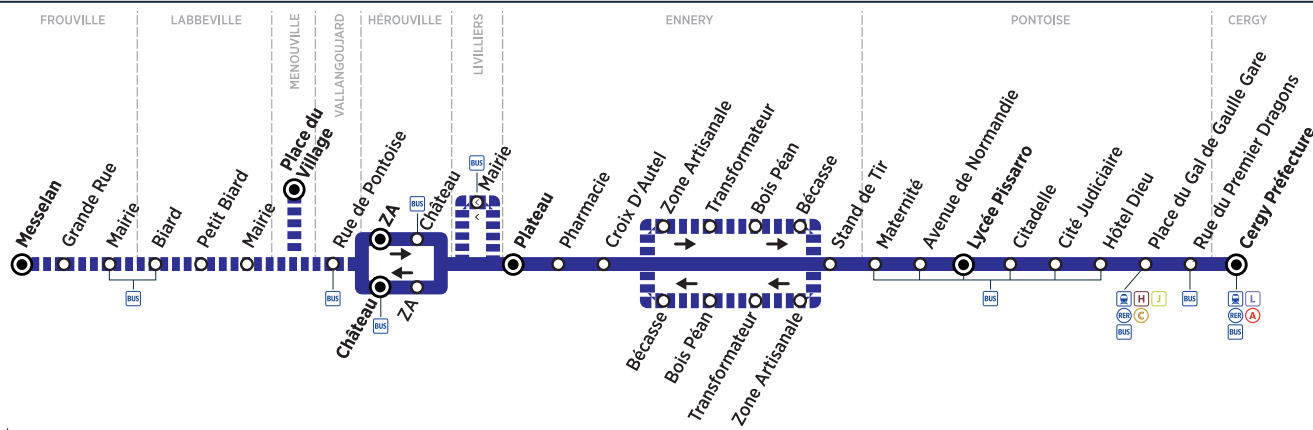 FROUVILLE
LABBEVILLE
MENOUVILLE
VALLANGOUJARD
HÉROUVILLE
LIVILLIERS
ENNERY
PONTOISE
CERGY
Messelan
Grande Rue
Mairie
Biard
Petit Biard
Mairie
Place du
Village
Rue de Pontoise
ZA
Château
BUS
Château
ZA
BUS
Mairie
BUS
Plateau
Pharmacie
Croix D'Autel
Zone Artisanale
Transformateur
Bois Péan
Bécasse
Bécasse
Bois Péan
Transformateur
Zone Artisanale
Stand de Tir
Maternité
Avenue de Normandie
Lycée Pissarro
Citadelle
Cité Judiciaire
Hôtel Dieu
Place du Gal de Gaulle Gare
Rue du Premier Dragons
Cergy Préfecture
BUS
BUS
BUS
H J
RER C
BUS
BUS
L
RER A
BUS